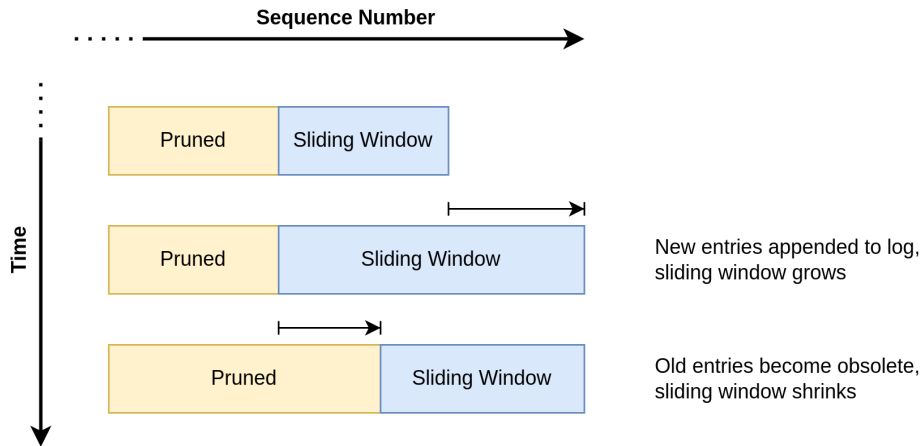 Sequence Number
Time
Pruned
Sliding Window
Pruned
Sliding Window
New entries appended to log,
sliding window grows
Pruned
Sliding Window
Old entries become obsolete,
sliding window shrinks